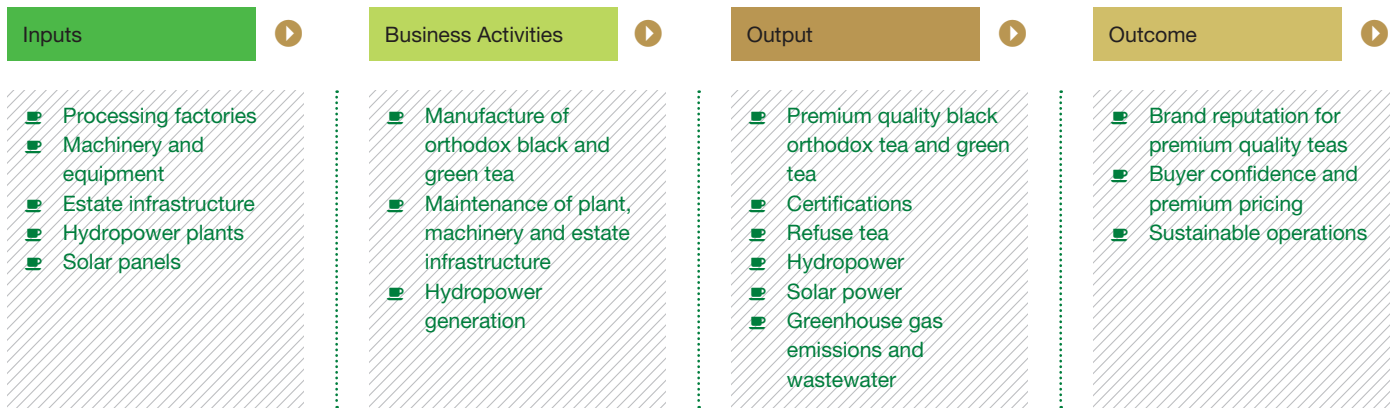 Inputs
Processing factories
Machinery and
equipment
Estate infrastructure
Hydropower plants
Solar panels
Business Activities
Manufacture of
orthodox black and
green tea
Maintenance of plant,
machinery and estate
infrastructure
Hydropower
generation
Output
Premium quality black
orthodox tea and green
tea
Certifications
Refuse tea
Hydropower
Solar power
Greenhouse gas
emissions and
wastewater
Outcome
Brand reputation for
premium quality teas
Buyer confidence and
premium pricing
Sustainable operations